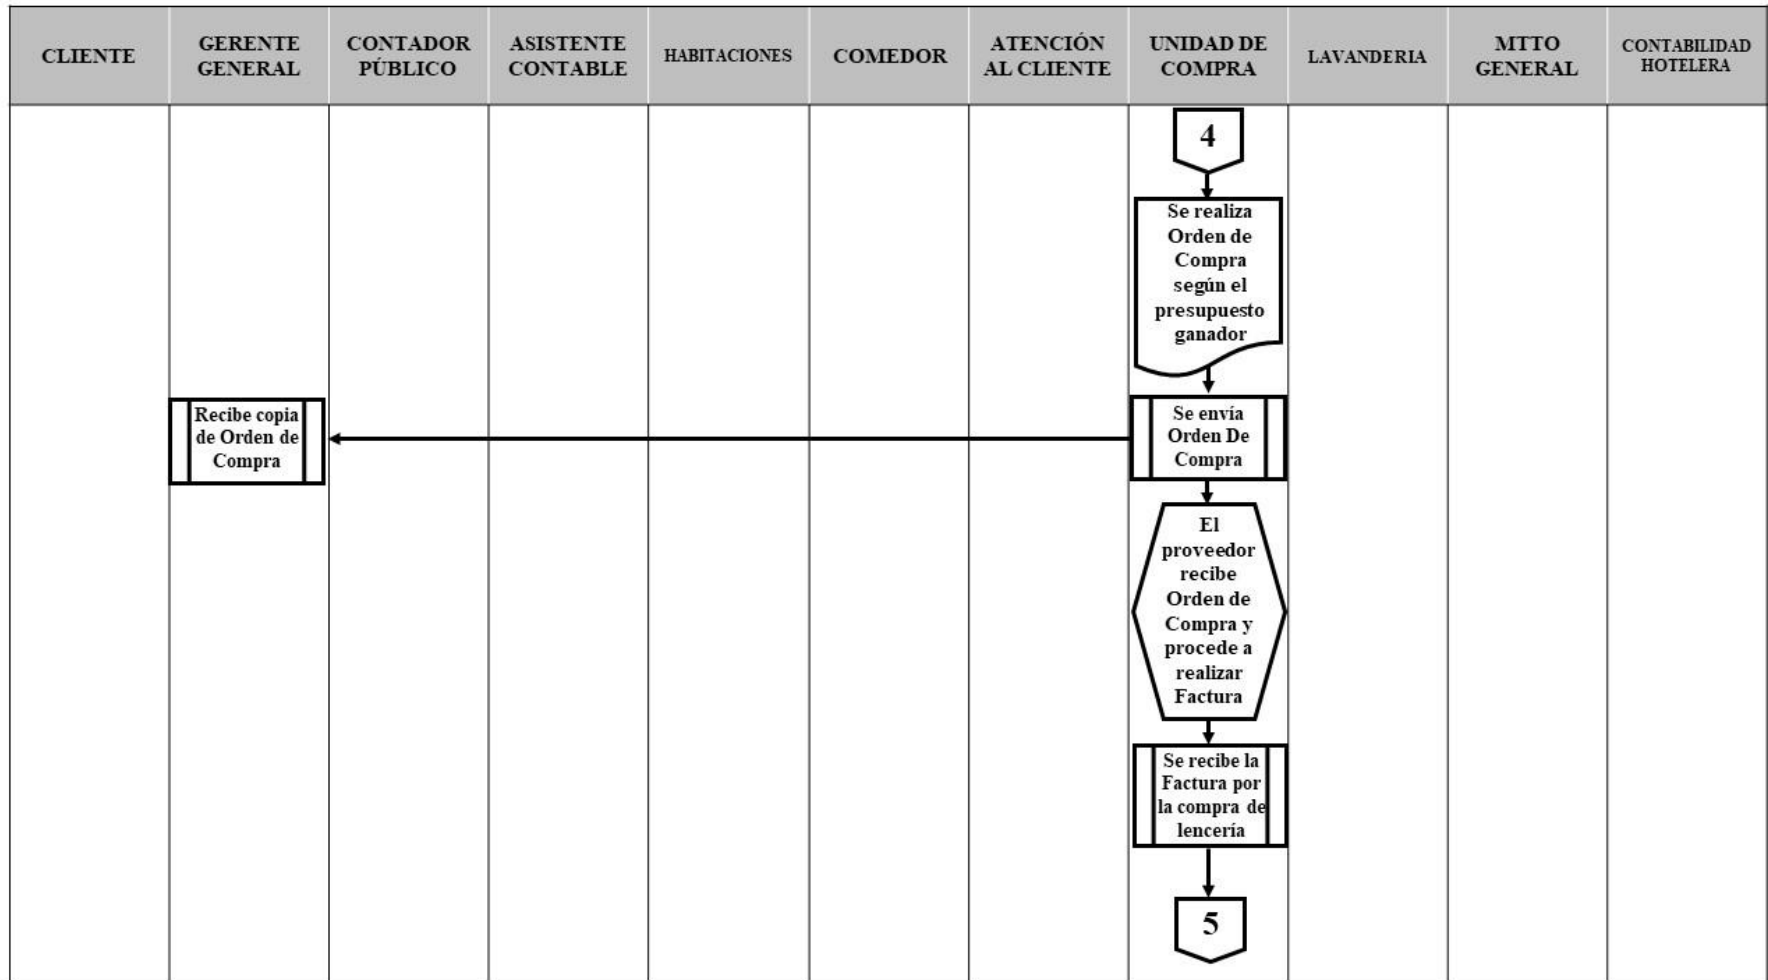 CLIENTE
GERENTE
GENERAL
CONTADOR
PÚBLICO
ASISTENTE
CONTABLE
HABITACIONES
COMEDOR
ATENCIÓN
AL CLIENTE
UNIDAD DE
COMPRA
LAVANDERIA
MTTO
GENERAL
CONTABILIDAD
HOTELERA
4
Se realiza
Orden de
Compra
según el
presupuesto
ganador
Recibe copia
de Orden de
Compra
Se envía
Orden De
Compra
El
proveedor
recibe
Orden de
Compra y
procede a
realizar
Factura
Se recibe la
Factura por
la compra de
lencería
5